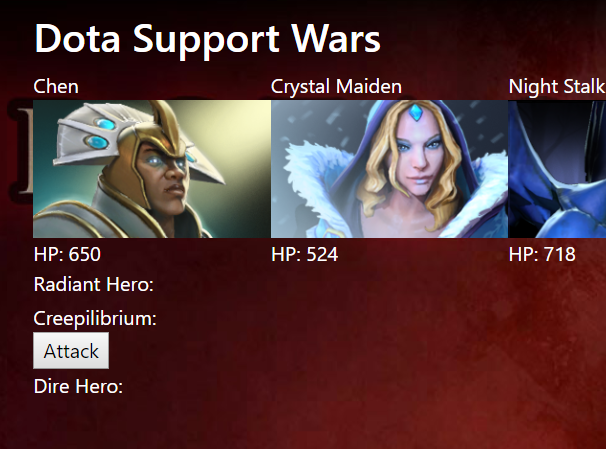 Dota Support Wars
Chen Crystal Maiden Night Stalk
HP: 650 HP: 524 HP: 718
Radiant Hero:
Creepilibrium:
Attack
Dire Hero: